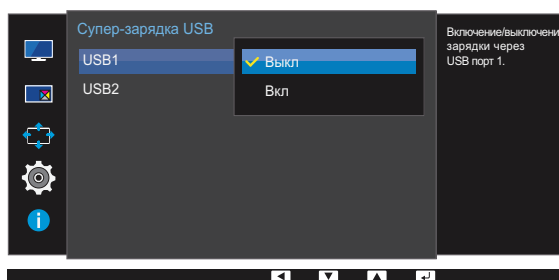 Супер-зарядка USB
USB1
Выкл
USB2
Вкл
Включение/выключени
зарядки через
USB порт 1.